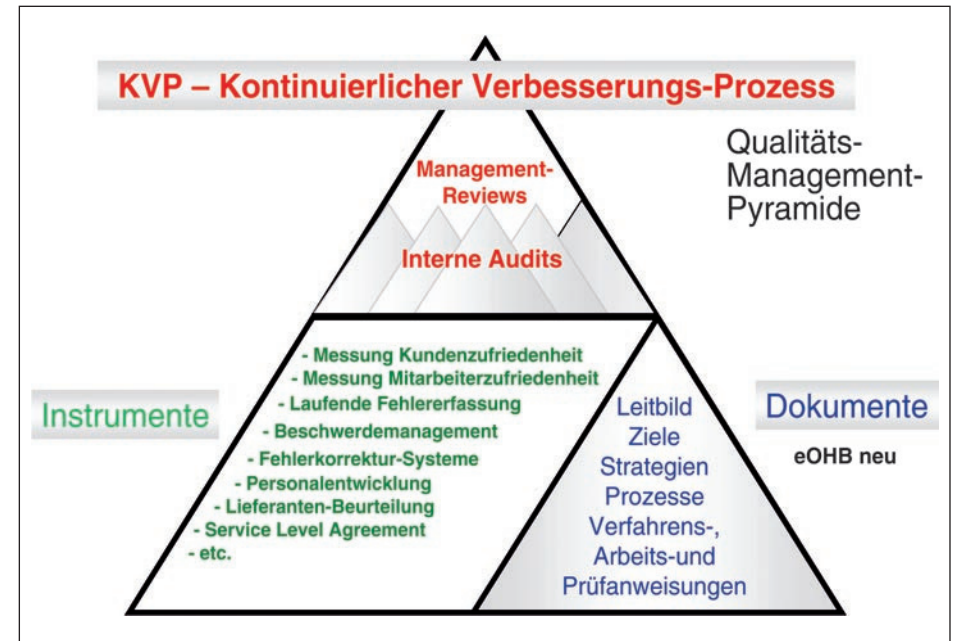 KVP – Kontinuierlicher Verbesserungs-Prozess
Qualitäts-
Management-
Pyramide
Management-
Reviews
Interne Audits
Instrumente
- Messung Kundenzufriedenheit
- Messung Mitarbeiterzufriedenheit
- Laufende Fehlererfassung
- Beschwerdemanagement
- Fehlerkorrektur-Systeme
- Personalentwicklung
- Lieferanten-Beurteilung
- Service Level Agreement
- etc.
Leitbild
Ziele
Strategien
Prozesse
Verfahrens-,
Arbeits-und
Prüfanweisungen
Dokumente
eOHB neu